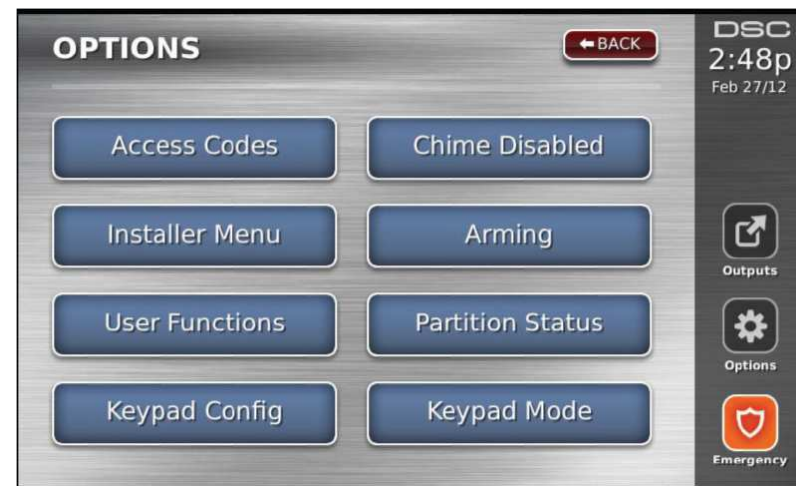 OPTIONS
BACK
DSC
2:48p
Feb 27/12
Access Codes
Chime Disabled
Installer Menu
Arming
User Functions
Partition Status
Keypad Config
Keypad Mode
Outputs
Options
Emergency